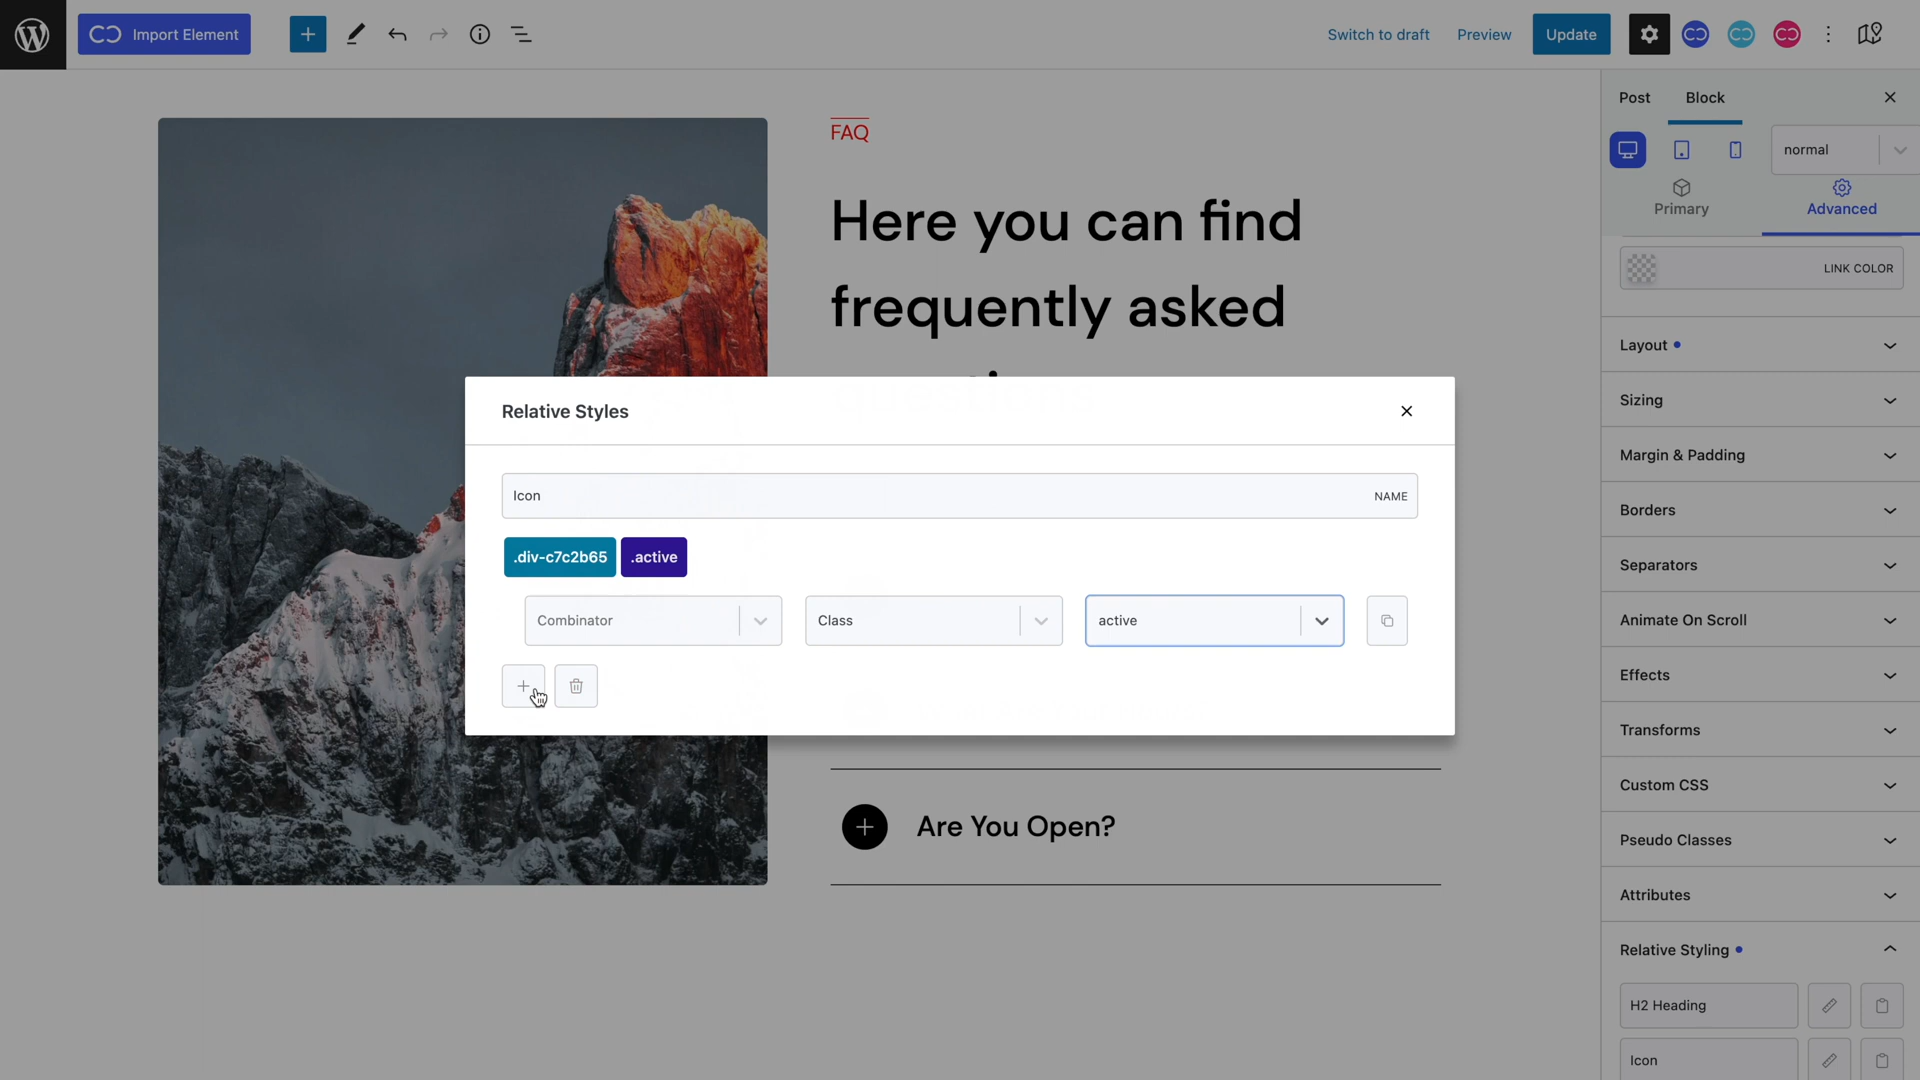 Import Element
Switch to draft
Preview
Update
Post
Block
normal
Primary
Advanced
LINK COLOR
Layout
Sizing
Margin & Padding
Borders
Separators
Animate On Scroll
Effects
Transforms
Custom CSS
Pseudo Classes
Attributes
Relative Styling
H2 Heading
Icon
FAQ
Here you can find
frequently asked
questions
Relative Styles
Icon
NAME
.div-c7c2b65
.active
Combinator
Class
active
Are You Open?